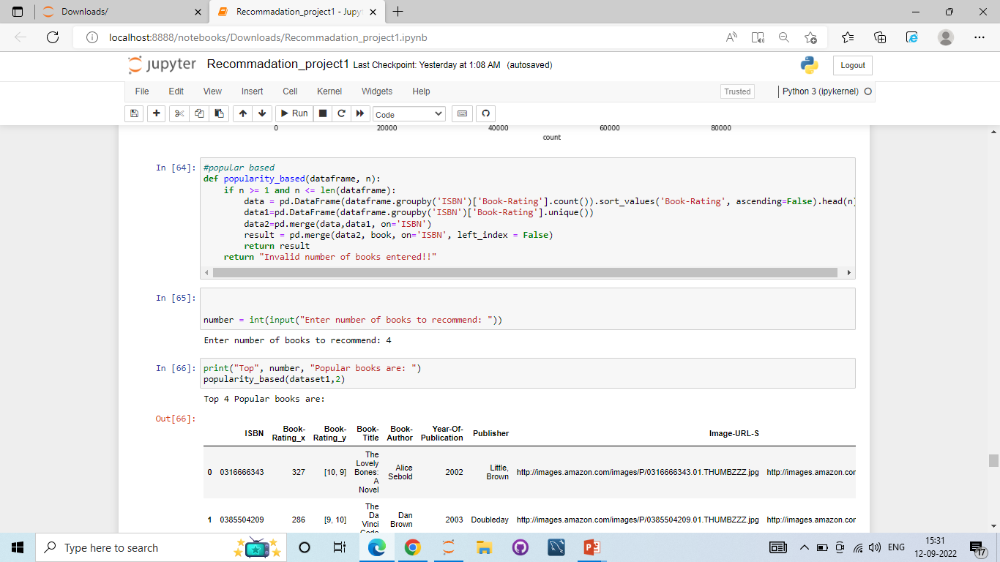 Downloads/
Recommadation_project1 - Jupy
localhost:8888/notebooks/Downloads/Recommadation_project1.ipynb
jupyter Recommadation_project1 Last Checkpoint: Yesterday at 1:08 AM (autosaved)
Logout
File Edit View Insert Cell Kernel Widgets Help
Trusted
Python 3 (ipykernel)
Run
Code
0 20000 40000 60000 80000
count
In [64]: #popular based
def popularity_based(dataframe, n):
    if n >= 1 and n <= len(dataframe):
        data = pd.DataFrame(dataframe.groupby('ISBN')['Book-Rating'].count()).sort_values('Book-Rating', ascending=False).head(n)
        data1=pd.DataFrame(dataframe.groupby('ISBN')['Book-Rating'].unique())
        data2=pd.merge(data,data1, on='ISBN')
        result = pd.merge(data2, book, on='ISBN', left_index = False)
        return result
    return "Invalid number of books entered!!"
In [65]:
number = int(input("Enter number of books to recommend: "))
Enter number of books to recommend: 4
In [66]: print("Top", number, "Popular books are: ")
popularity_based(dataset1,2)
Top 4 Popular books are:
Out[66]:
ISBN Book-Rating_x Book-Rating_y Book-Title Book-Author Year-Of-Publication Publisher Image-URL-S
0 0316666343 327 [10, 9] The Lovely Bones: A Novel Alice Sebold 2002 Little, Brown http://images.amazon.com/images/P/0316666343.01.THUMBZZZ.jpg http://images.amazon.cor
1 0385504209 286 [9, 10] The Da Vinci Code Dan Brown 2003 Doubleday http://images.amazon.com/images/P/0385504209.01.THUMBZZZ.jpg http://images.amazon.cor
Type here to search
ENG
15:31
12-09-2022
17